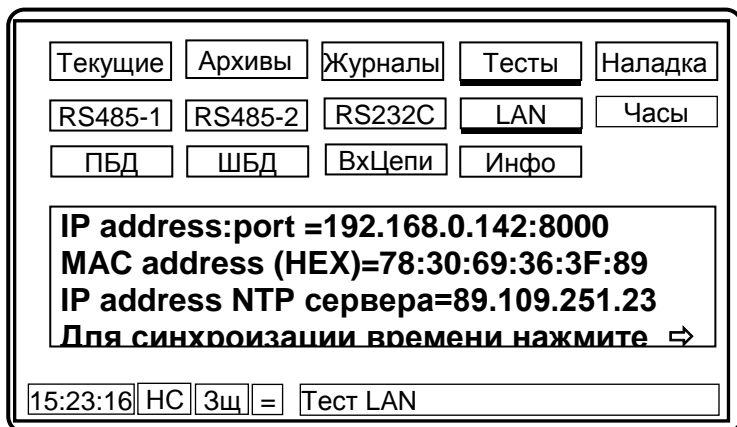 Текущие Архивы Журналы Тесты Наладка
RS485-1 RS485-2 RS232C LAN Часы
ПБД ШБД ВхЦепи Инфо
IP address:port =192.168.0.142:8000
MAC address (HEX)=78:30:69:36:3F:89
IP address NTP сервера=89.109.251.23
Для синхроизации времени нажмите ⇨
15:23:16 НС Зщ = Тест LAN